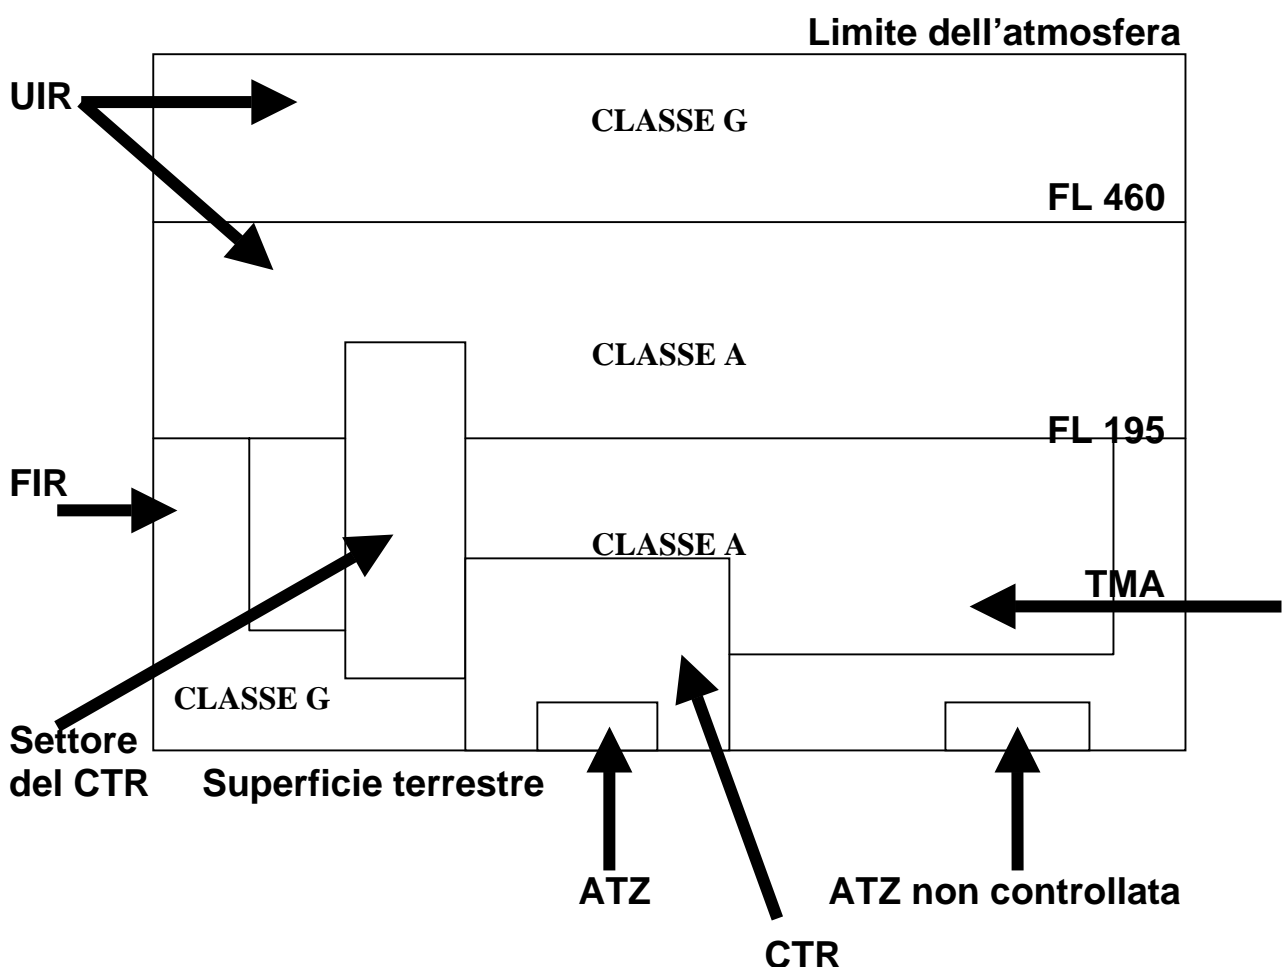 Limite dell'atmosfera
UIR
CLASSE G
FL 460
CLASSE A
FL 195
FIR
CLASSE A
TMA
CLASSE G
Settore
del CTR
Superficie terrestre
ATZ
ATZ non controllata
CTR